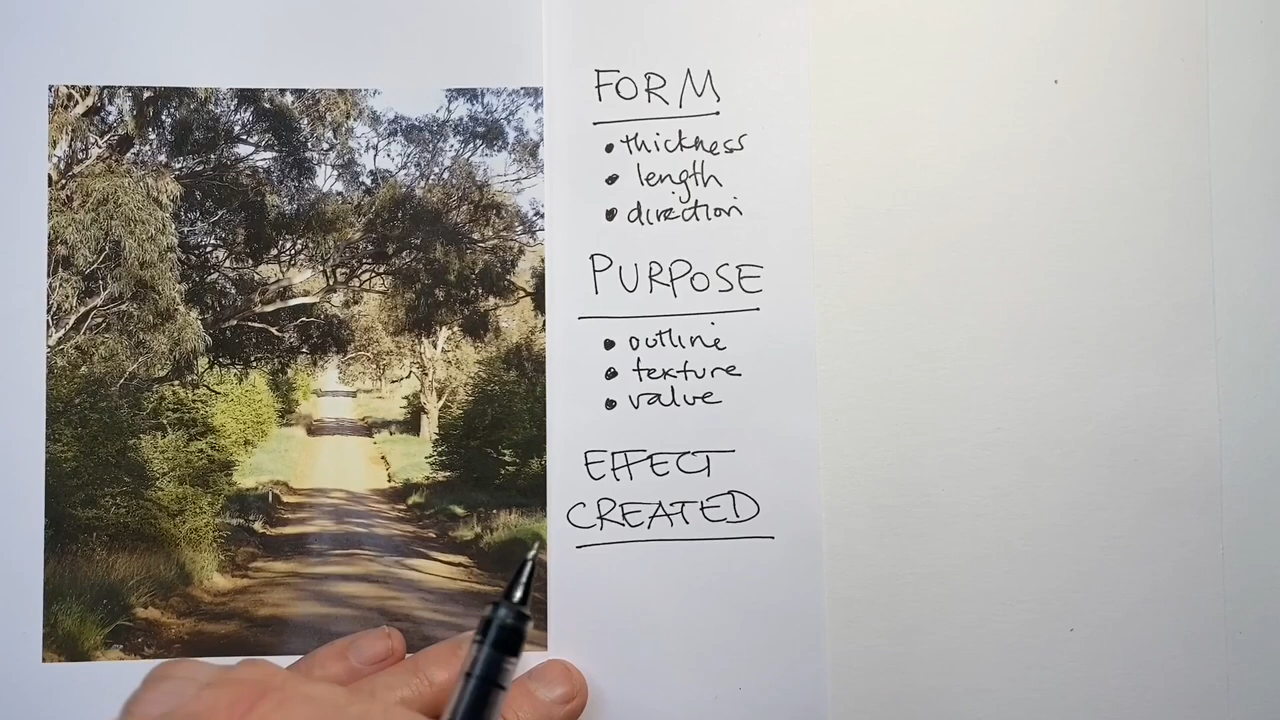 FORM
• thickness
• length
• direction
PURPOSE
• outline
• texture
• value
EFFECT
CREATED